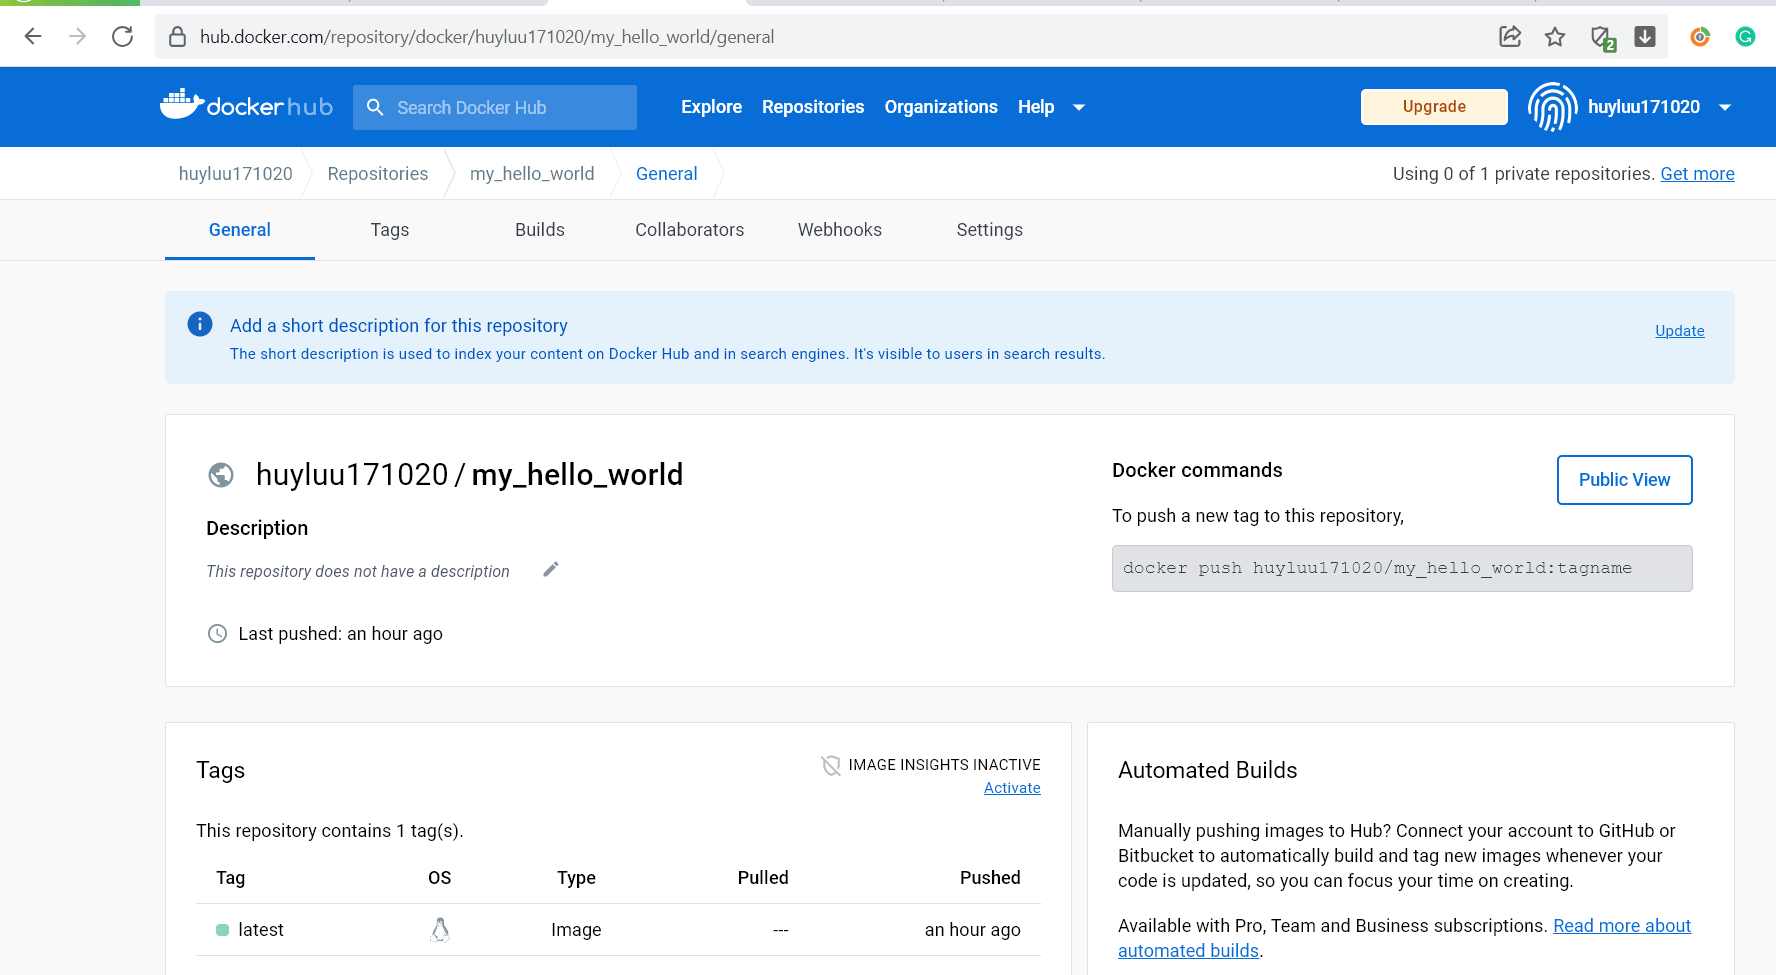 hub.docker.com/repository/docker/huyluu171020/my_hello_world/general
2
G
docker hub
Search Docker Hub
Explore
Repositories
Organizations
Help
Upgrade
huyluu171020
huyluu171020
Repositories
my_hello_world
General
Using 0 of 1 private repositories. Get more
General
Tags
Builds
Collaborators
Webhooks
Settings
Add a short description for this repository
The short description is used to index your content on Docker Hub and in search engines. It's visible to users in search results.
Update
huyluu171020 / my_hello_world
Description
This repository does not have a description
Last pushed: an hour ago
Docker commands
Public View
To push a new tag to this repository,
docker push huyluu171020/my_hello_world:tagname
Tags
IMAGE INSIGHTS INACTIVE
Activate
This repository contains 1 tag(s).
Tag OS Type Pulled Pushed
latest Image --- an hour ago
Automated Builds
Manually pushing images to Hub? Connect your account to GitHub or
Bitbucket to automatically build and tag new images whenever your
code is updated, so you can focus your time on creating.
Available with Pro, Team and Business subscriptions. Read more about
automated builds.